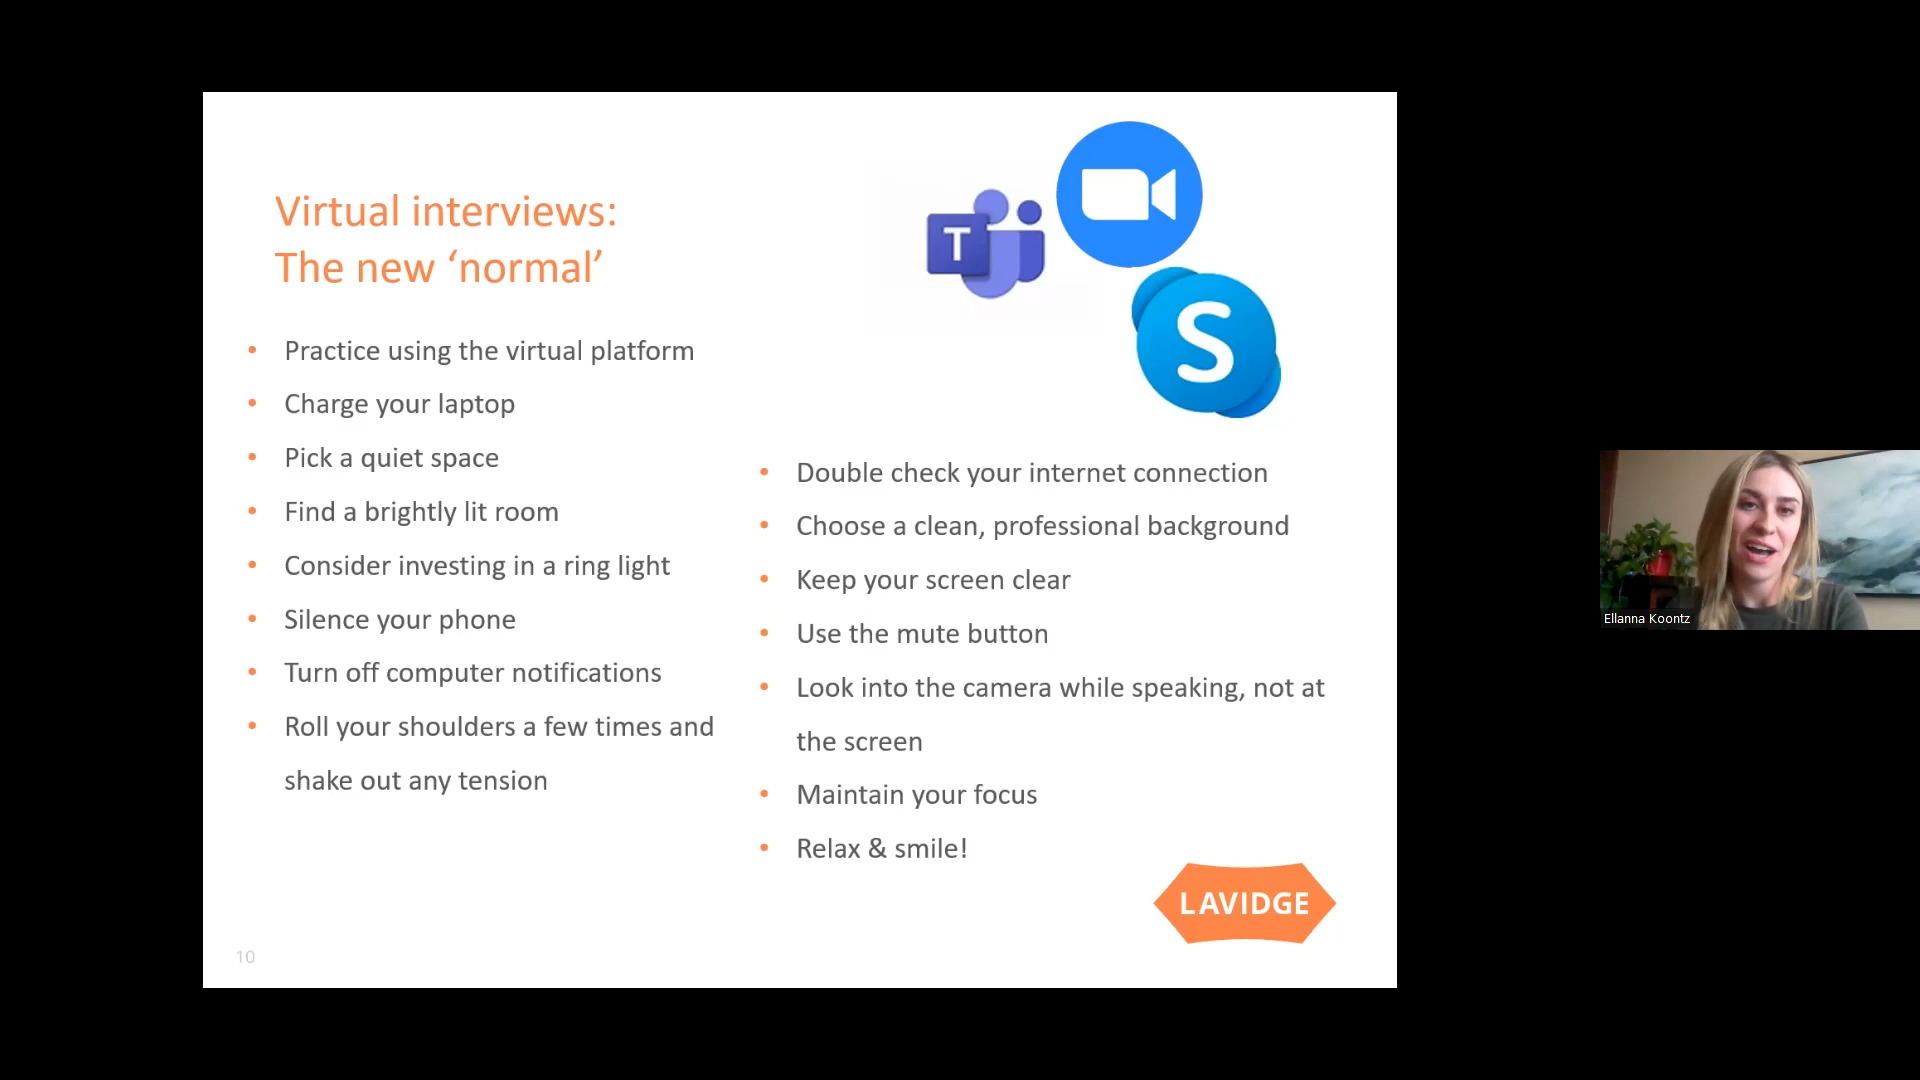 Virtual interviews:
The new ‘normal’
• Practice using the virtual platform
• Charge your laptop
• Pick a quiet space
• Find a brightly lit room
• Consider investing in a ring light
• Silence your phone
• Turn off computer notifications
• Roll your shoulders a few times and
shake out any tension
T
S
• Double check your internet connection
• Choose a clean, professional background
• Keep your screen clear
• Use the mute button
• Look into the camera while speaking, not at
the screen
• Maintain your focus
• Relax & smile!
LAVIDGE
10
Ellanna Koontz